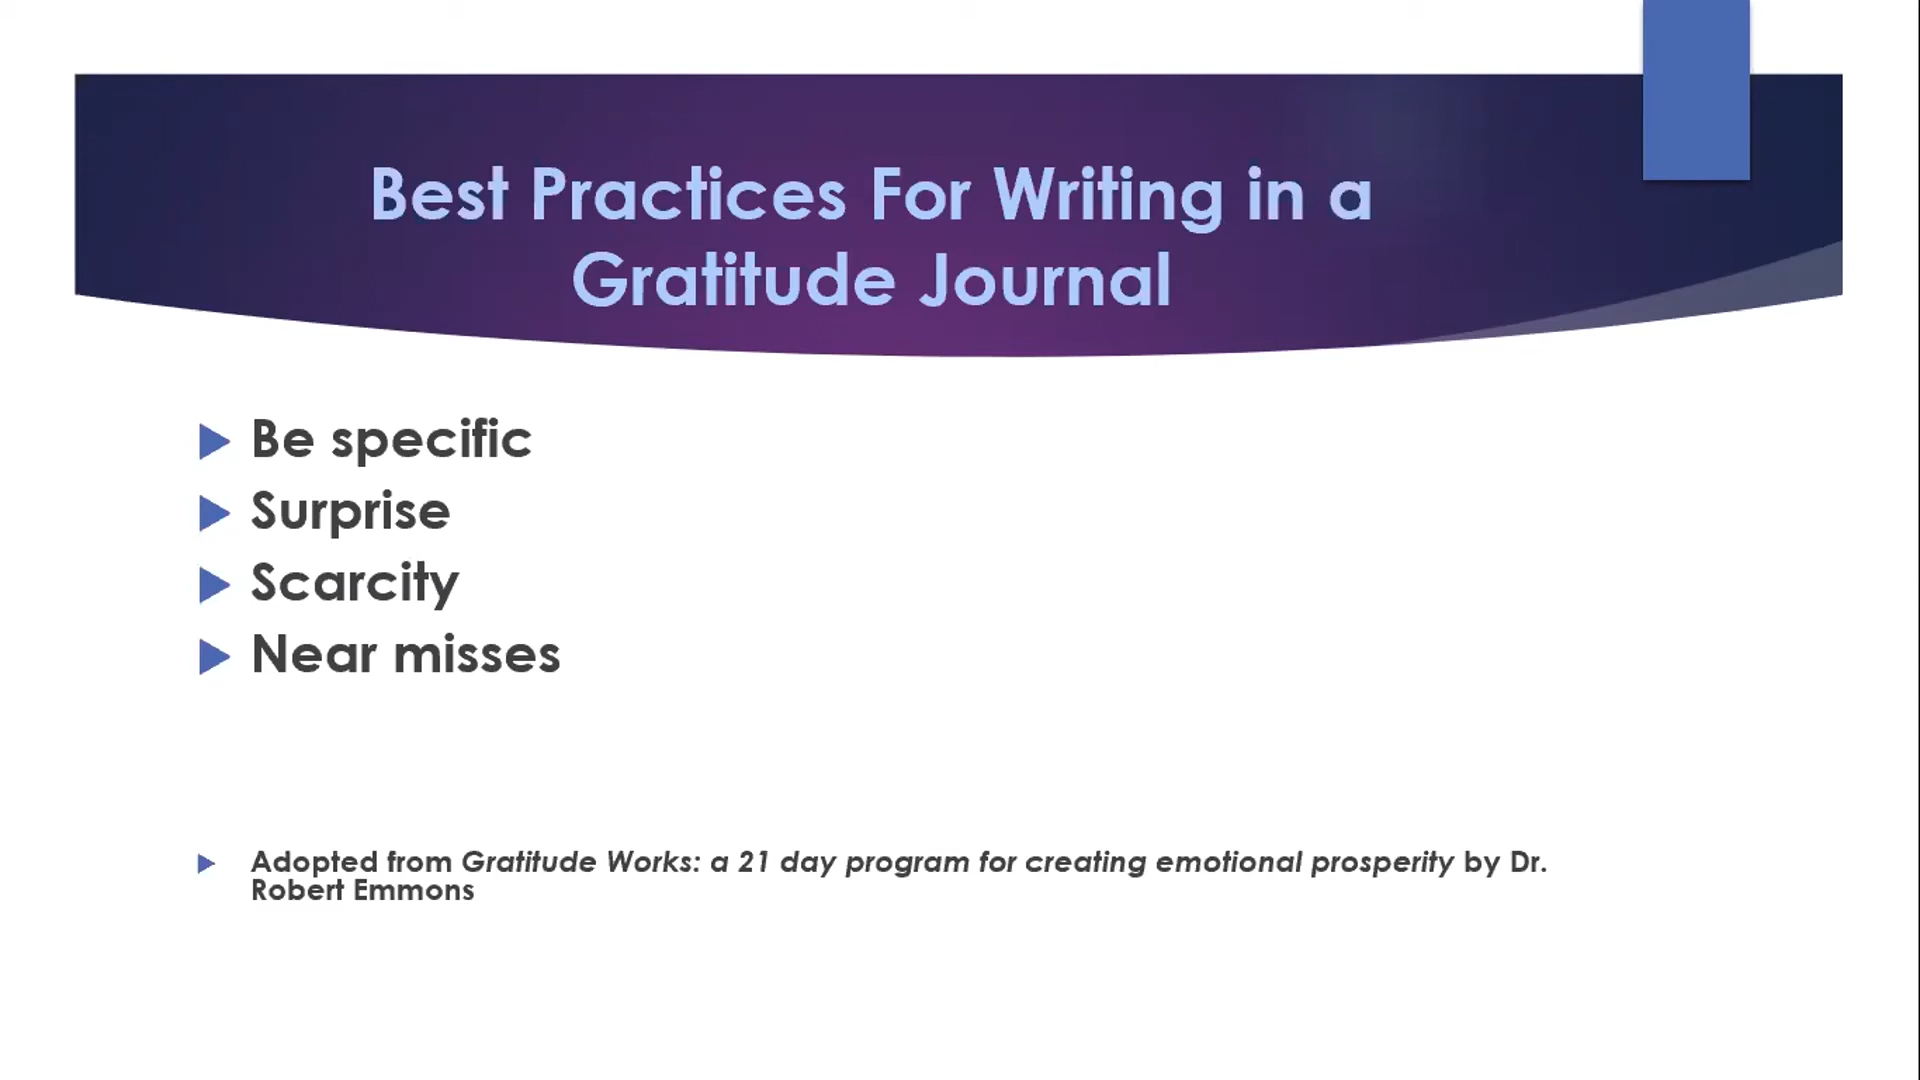 Best Practices For Writing in a
Gratitude Journal
Be specific
Surprise
Scarcity
Near misses
Adopted from Gratitude Works: a 21 day program for creating emotional prosperity by Dr.
Robert Emmons